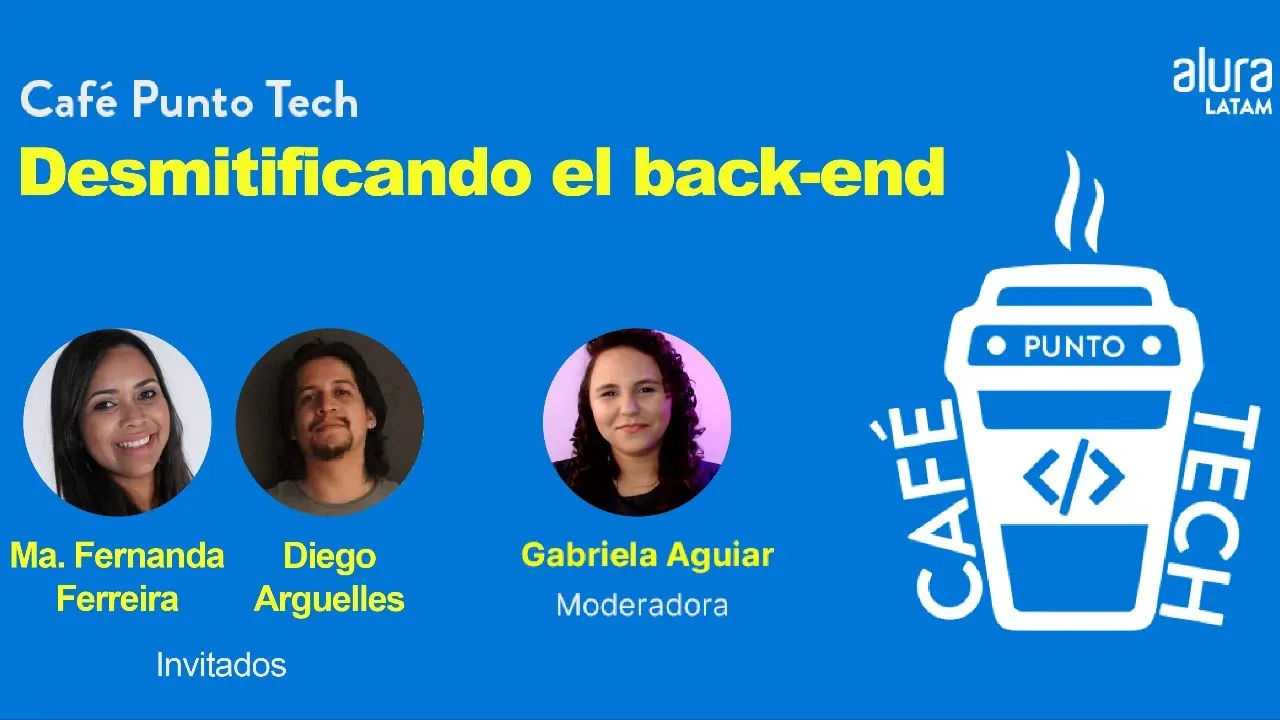 Café Punto Tech
alura
LATAM
Desmitificando el back-end
PUNTO
CAFÉ
TECH
Ma. Fernanda
Ferreira
Diego
Arguelles
Invitados
Gabriela Aguiar
Moderadora